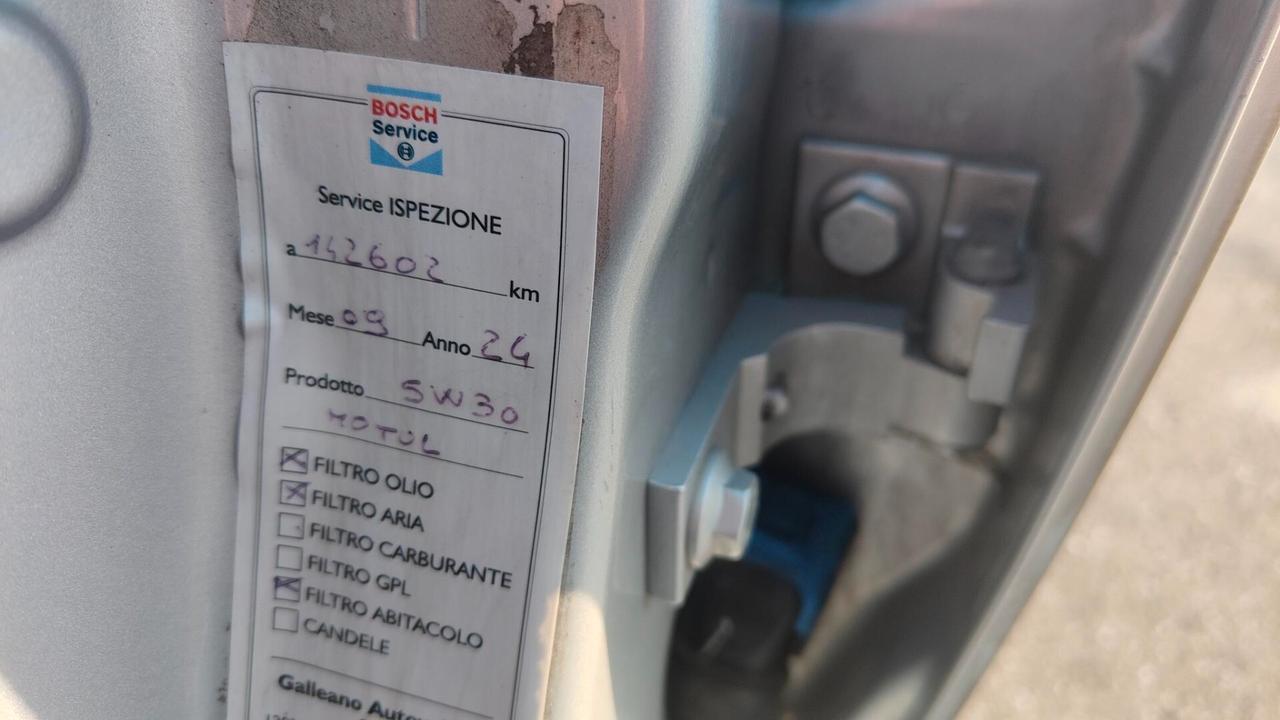 BOSCH
Service
Service ISPEZIONE
a 142602 km
Mese 09 Anno 24
Prodotto 5W30
MOTUL
FILTRO OLIO
FILTRO ARIA
FILTRO CARBURANTE
FILTRO GPL
FILTRO ABITACOLO
CANDELE
Galleano